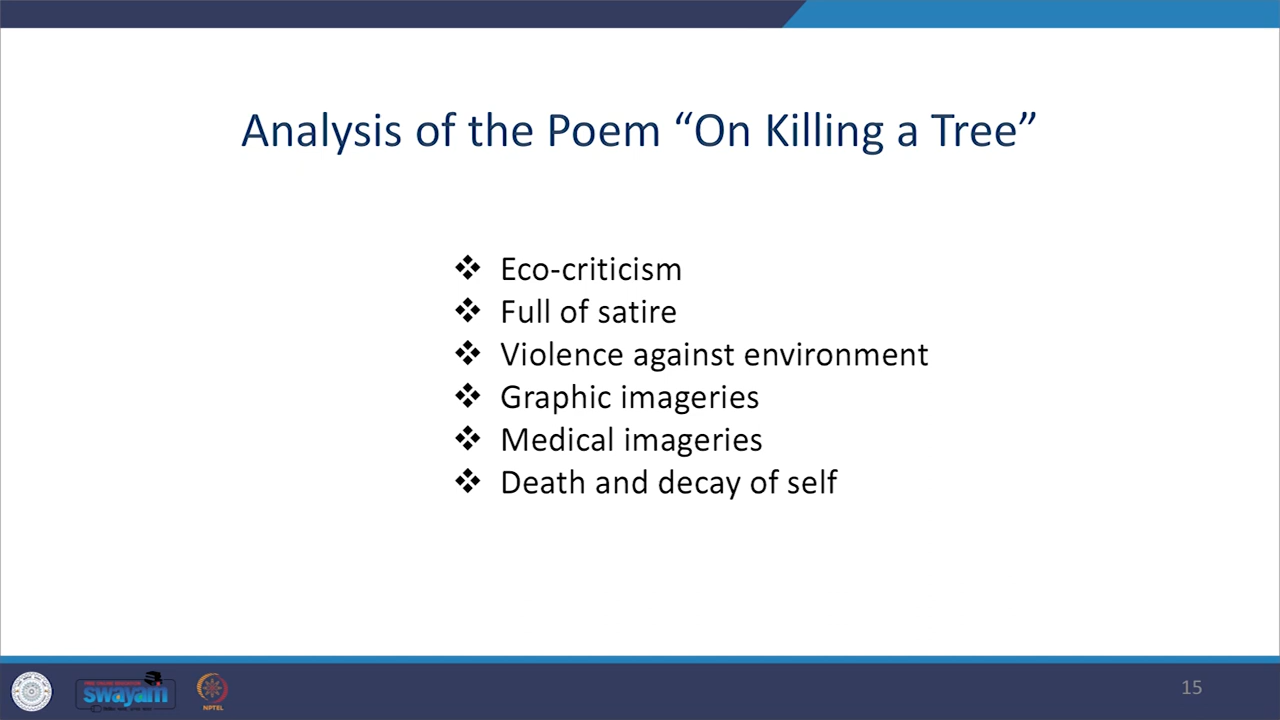 Analysis of the Poem “On Killing a Tree”
❖ Eco-criticism
❖ Full of satire
❖ Violence against environment
❖ Graphic imageries
❖ Medical imageries
❖ Death and decay of self
swayam
NPTEL
15